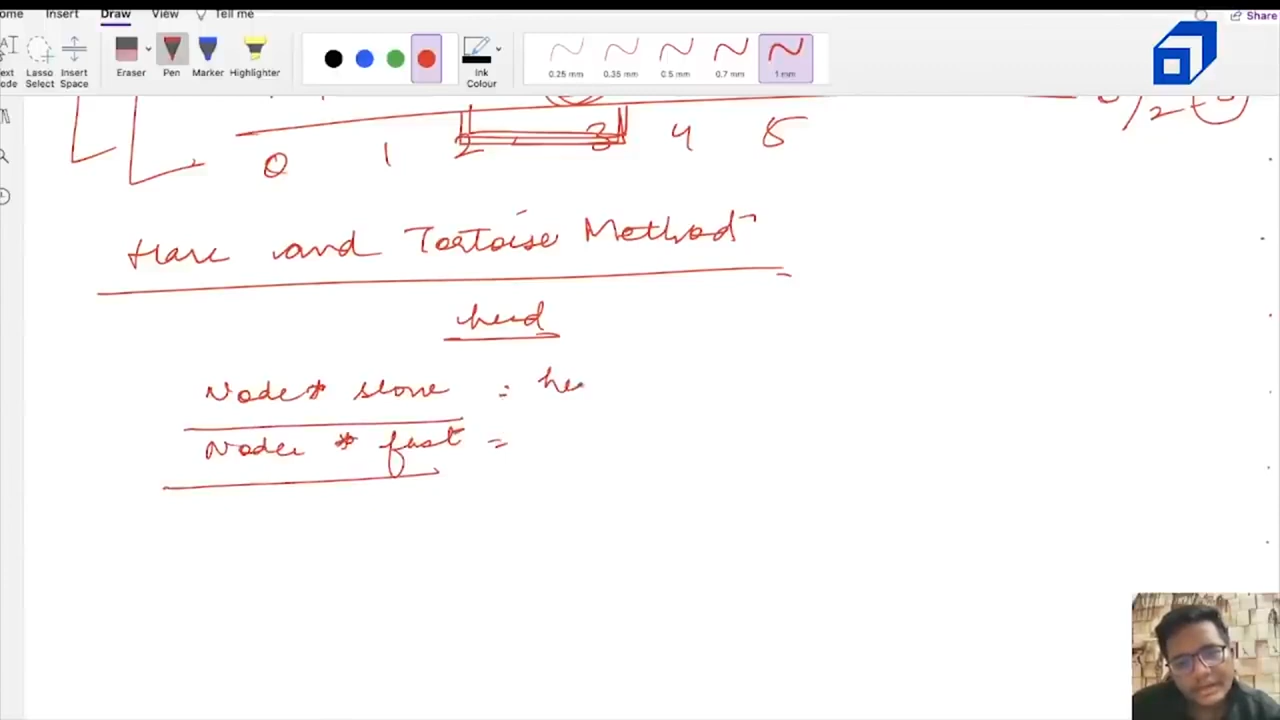 ome Insert Draw View Tell me Share
Text Mode Lasso Select Insert Space Eraser Pen Marker Highlighter Ink Colour 0.25 mm 0.35 mm 0.5 mm 0.7 mm 1 mm
0 1 2 3 4 5
Hare and Tortoise Method
head
Node* slow = he
Node * fast =